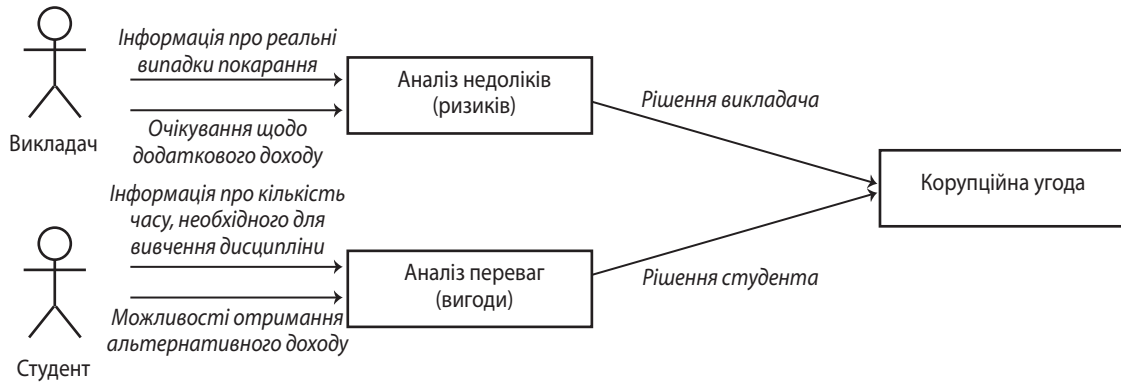 Інформація про реальні
випадки покарання
Очікування щодо
додаткового доходу
Викладач
Аналіз недоліків
(ризиків)
Рішення викладача
Корупційна угода
Інформація про кількість
часу, необхідного для
вивчення дисципліни
Можливості отримання
альтернативного доходу
Студент
Аналіз переваг
(вигоди)
Рішення студента